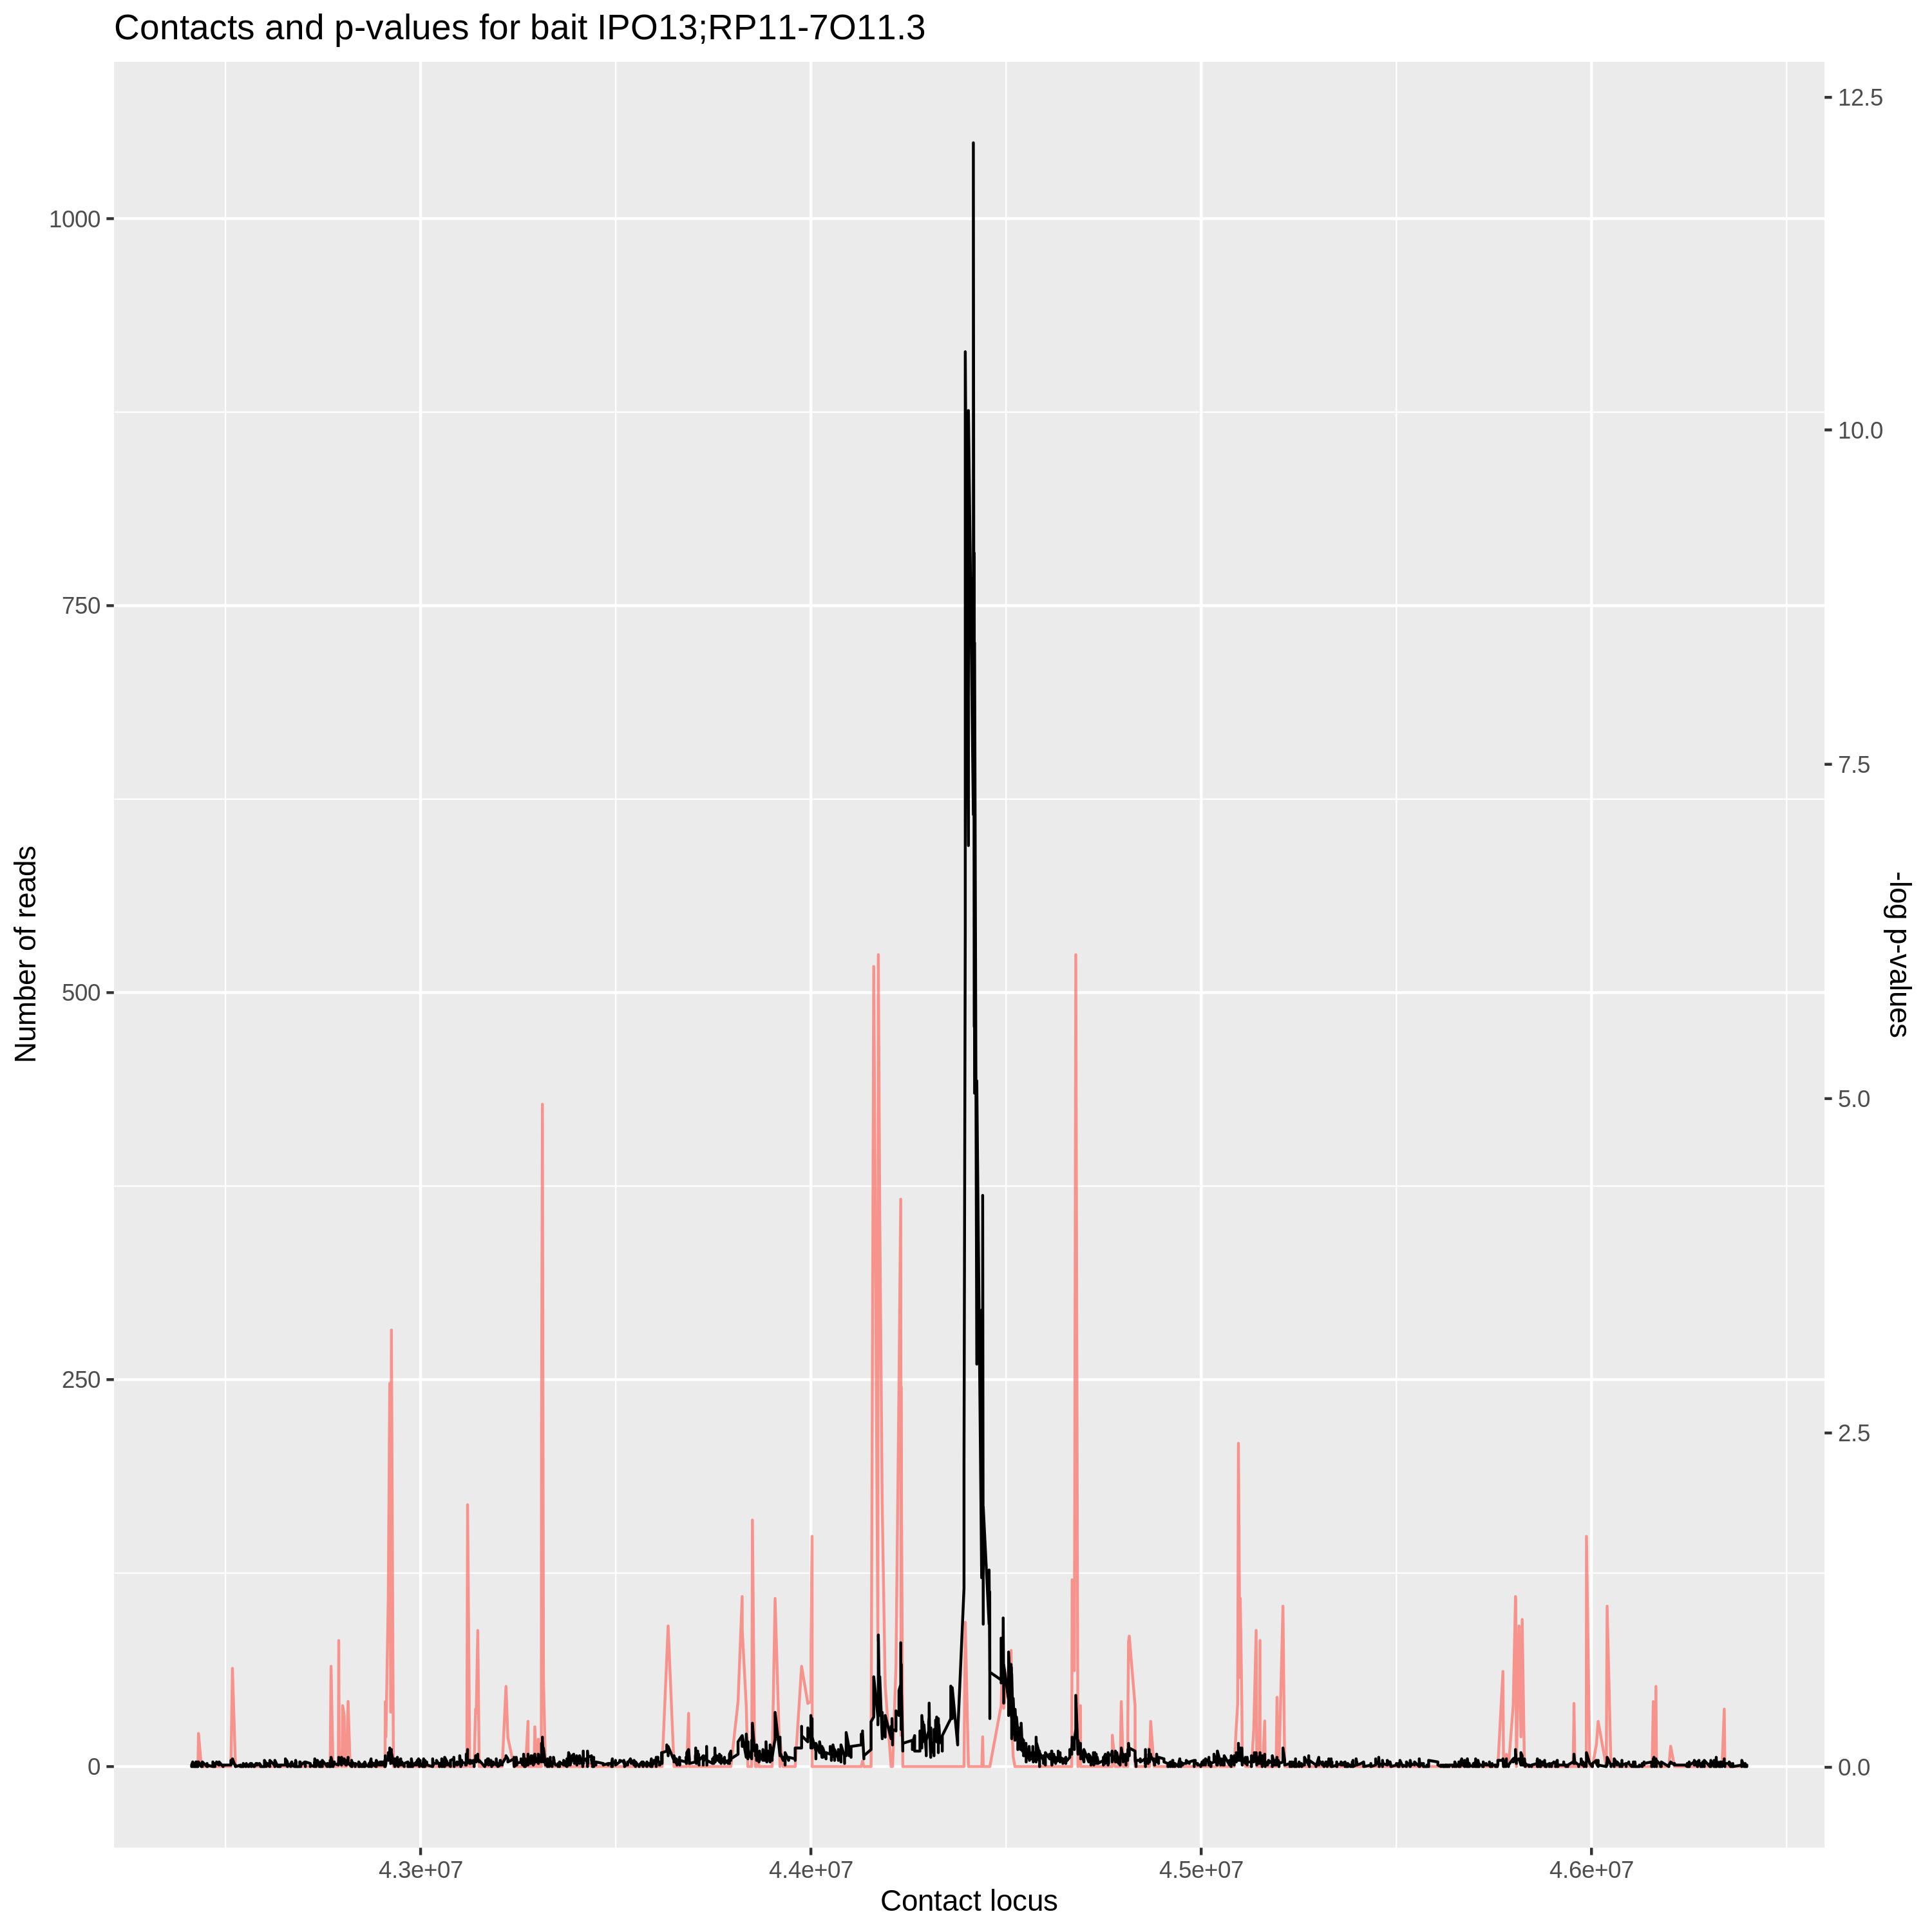 Contacts and p-values for bait IPO13;RP11-7O11.3
1000
750
500
250
0
Number of reads
12.5
10.0
7.5
5.0
2.5
0.0
-log p-values
4.3e+07
4.4e+07
4.5e+07
4.6e+07
Contact locus